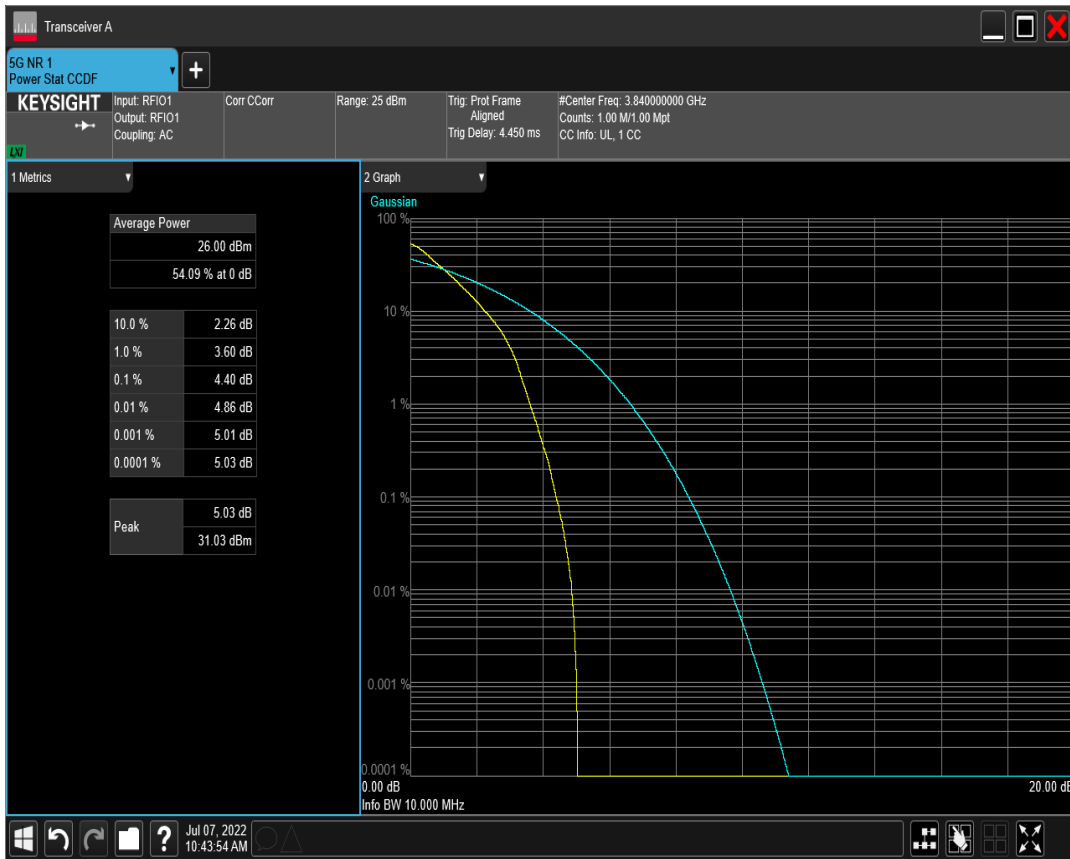 Transceiver A
5G NR 1
Power Stat CCDF
+
KEYSIGHT
LXI
Input: RFIO1
Output: RFIO1
Coupling: AC
Corr CCorr
Range: 25 dBm
Trig: Prot Frame
Aligned
Trig Delay: 4.450 ms
#Center Freq: 3.840000000 GHz
Counts: 1.00 M/1.00 Mpt
CC Info: UL, 1 CC
1 Metrics
Average Power
26.00 dBm
54.09 % at 0 dB
10.0 % 2.26 dB
1.0 % 3.60 dB
0.1 % 4.40 dB
0.01 % 4.86 dB
0.001 % 5.01 dB
0.0001 % 5.03 dB
Peak
5.03 dB
31.03 dBm
2 Graph
Gaussian
100 %
10 %
1 %
0.1 %
0.01 %
0.001 %
0.0001 %
0.00 dB 20.00 dB
Info BW 10.000 MHz
?
Jul 07, 2022
10:43:54 AM